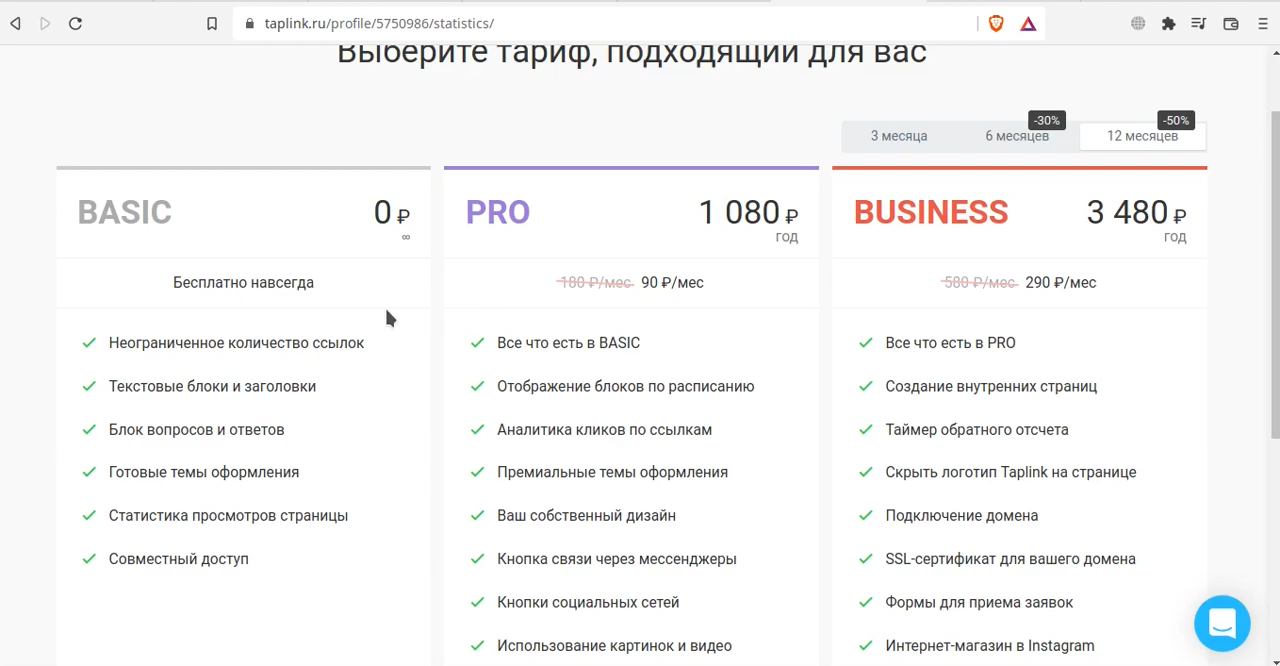 taplink.ru/profile/5750986/statistics/
Выберите тариф, подходящий для вас
-30%
-50%
3 месяца
6 месяцев
12 месяцев
BASIC
0 ₽
∞
Бесплатно навсегда
Неограниченное количество ссылок
Текстовые блоки и заголовки
Блок вопросов и ответов
Готовые темы оформления
Статистика просмотров страницы
Совместный доступ
PRO
1 080 ₽
год
180 ₽/мес. 90 ₽/мес
Все что есть в BASIC
Отображение блоков по расписанию
Аналитика кликов по ссылкам
Премиальные темы оформления
Ваш собственный дизайн
Кнопка связи через мессенджеры
Кнопки социальных сетей
Использование картинок и видео
BUSINESS
3 480 ₽
год
580 ₽/мес. 290 ₽/мес
Все что есть в PRO
Создание внутренних страниц
Таймер обратного отсчета
Скрыть логотип Taplink на странице
Подключение домена
SSL-сертификат для вашего домена
Формы для приема заявок
Интернет-магазин в Instagram